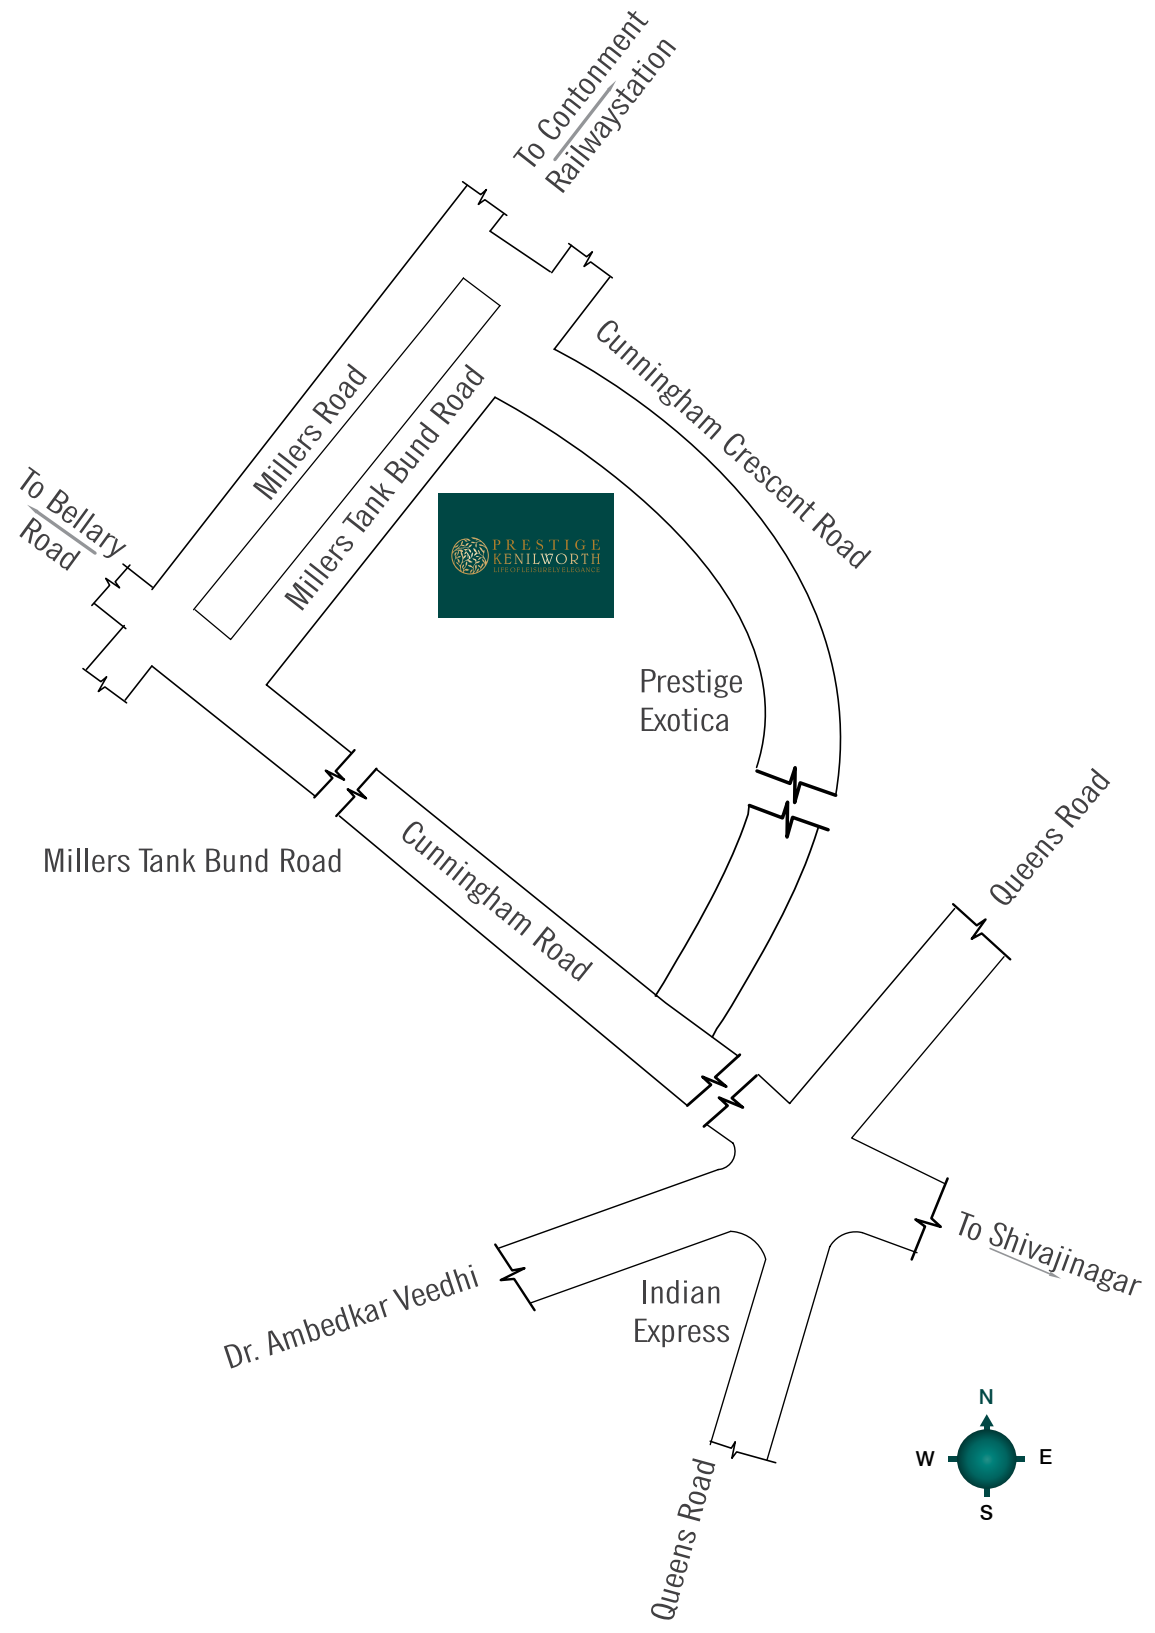 To Contonment
Railwaystation
Cunningham Crescent Road
Millers Road
Millers Tank Bund Road
To Bellary
Road
PRESTIGE
KENILWORTH
LIFE OF LEISURELY ELEGANCE
Prestige
Exotica
Queens Road
Millers Tank Bund Road
Cunningham Road
To Shivajinagar
Dr. Ambedkar Veedhi
Indian
Express
Queens Road
N
W
E
S